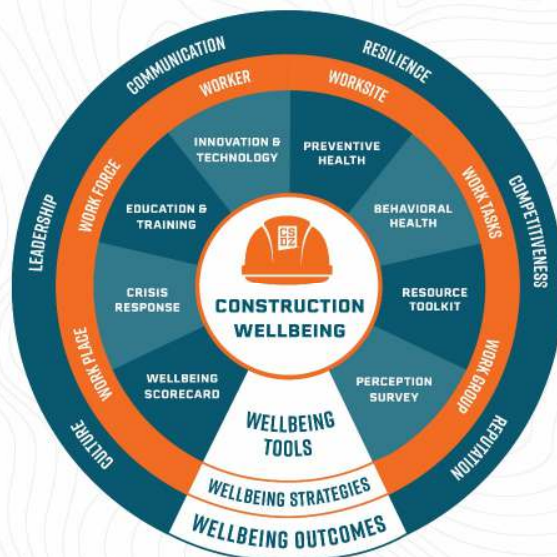 COMMUNICATION
RESILIENCE
LEADERSHIP
COMPETITIVENESS
CULTURE
REPUTATION
WORKER
WORKSITE
WORK FORCE
WORK TASKS
WORK PLACE
WORK GROUP
INNOVATION &
TECHNOLOGY
PREVENTIVE
HEALTH
EDUCATION &
TRAINING
BEHAVIORAL
HEALTH
CRISIS
RESPONSE
RESOURCE
TOOLKIT
WELLBEING
SCORECARD
PERCEPTION
SURVEY
CS
DZ
CONSTRUCTION
WELLBEING
WELLBEING
TOOLS
WELLBEING STRATEGIES
WELLBEING OUTCOMES